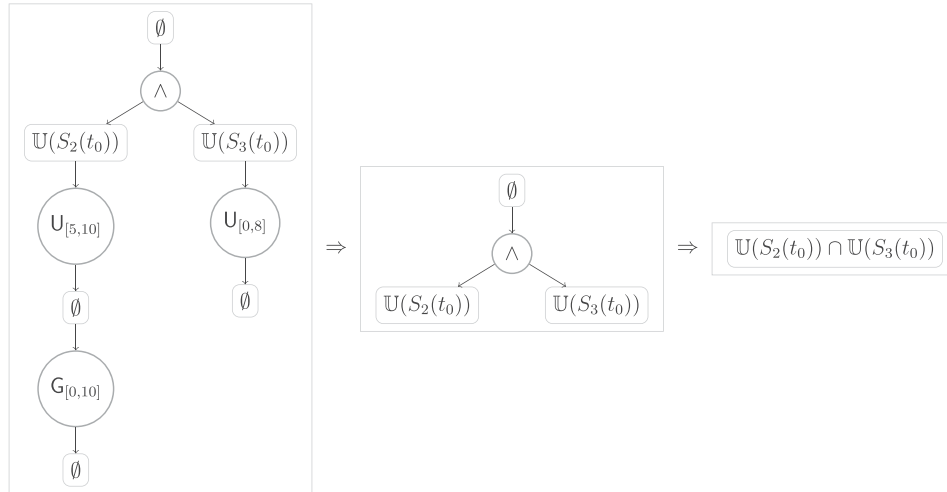 ∅
∧
𝕌(S₂(t₀)) 𝕌(S₃(t₀))
U[5,10] U[0,8]
∅ ∅
G[0,10]
∅
⇒
∅
∧
𝕌(S₂(t₀)) 𝕌(S₃(t₀))
⇒
𝕌(S₂(t₀)) ∩ 𝕌(S₃(t₀))